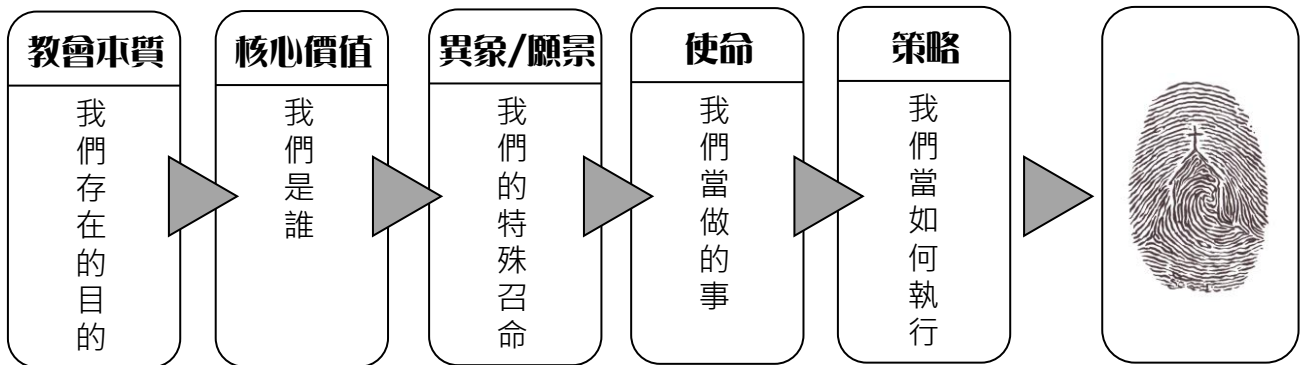 教會本質
我們存在的目的
核心價值
我們是誰
異象/願景
我們的特殊召命
使命
我們當做的事
策略
我們當如何執行